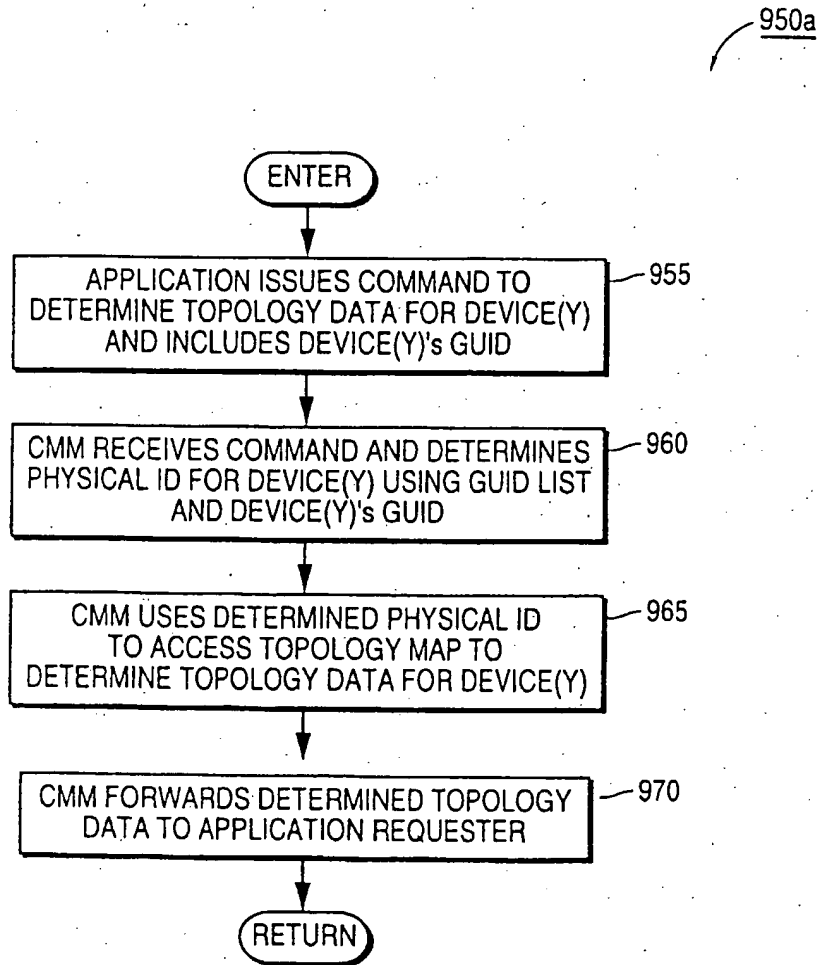 950a
ENTER
APPLICATION ISSUES COMMAND TO
DETERMINE TOPOLOGY DATA FOR DEVICE(Y)
AND INCLUDES DEVICE(Y)'s GUID
955
CMM RECEIVES COMMAND AND DETERMINES
PHYSICAL ID FOR DEVICE(Y) USING GUID LIST
AND DEVICE(Y)'s GUID
960
CMM USES DETERMINED PHYSICAL ID
TO ACCESS TOPOLOGY MAP TO
DETERMINE TOPOLOGY DATA FOR DEVICE(Y)
965
CMM FORWARDS DETERMINED TOPOLOGY
DATA TO APPLICATION REQUESTER
970
RETURN